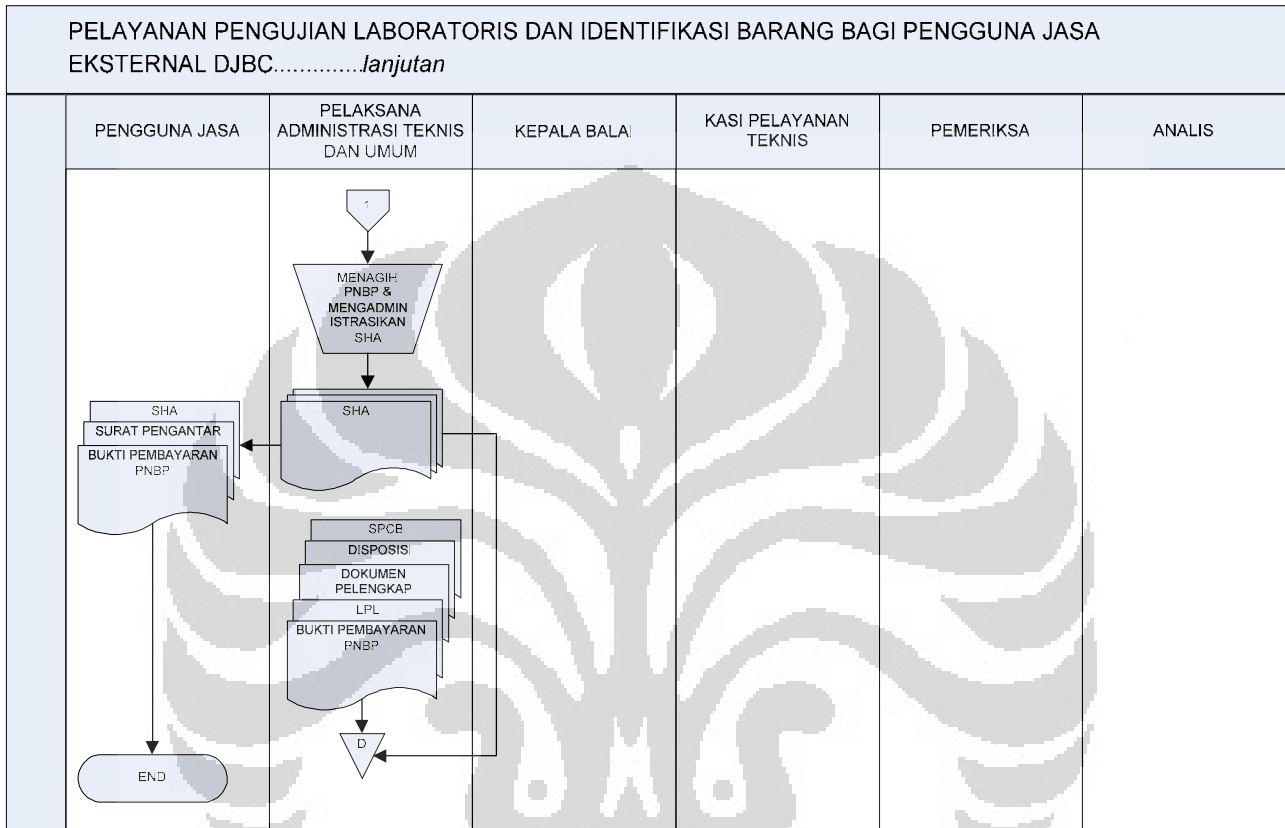 PELAYANAN PENGUJIAN LABORATORIS DAN IDENTIFIKASI BARANG BAGI PENGGUNA JASA
EKSTERNAL DJBC..............lanjutan
PENGGUNA JASA
PELAKSANA
ADMINISTRASI TEKNIS
DAN UMUM
KEPALA BALAI
KASI PELAYANAN
TEKNIS
PEMERIKSA
ANALIS
1
MENAGIH
PNBP &
MENGADMIN
ISTRASIKAN
SHA
SHA
SHA
SURAT PENGANTAR
BUKTI PEMBAYARAN
PNBP
SPCB
DISPOSISI
DOKUMEN
PELENGKAP
LPL
BUKTI PEMBAYARAN
PNBP
D
END